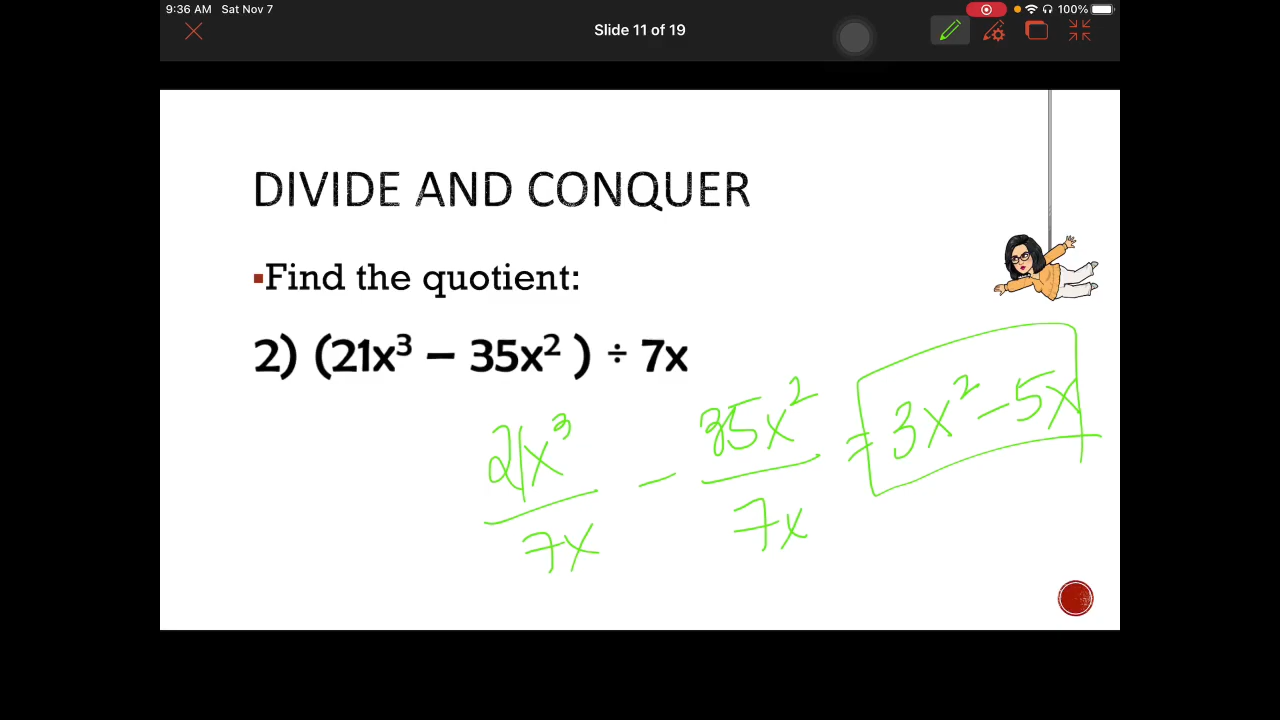 9:36 AM Sat Nov 7
100%
Slide 11 of 19
DIVIDE AND CONQUER
Find the quotient:
2) (21x³ – 35x² ) ÷ 7x
21x³/7x – 35x²/7x = 3x² – 5x